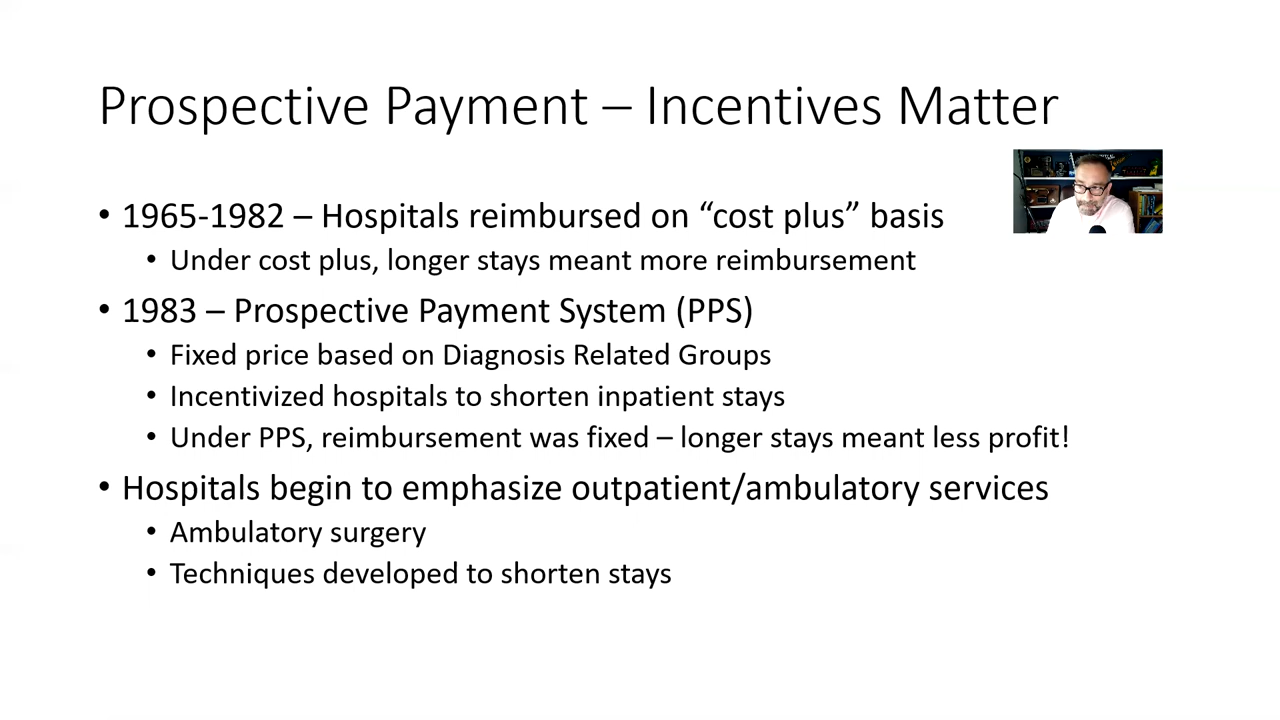 Prospective Payment – Incentives Matter
• 1965-1982 – Hospitals reimbursed on “cost plus” basis
• Under cost plus, longer stays meant more reimbursement
• 1983 – Prospective Payment System (PPS)
• Fixed price based on Diagnosis Related Groups
• Incentivized hospitals to shorten inpatient stays
• Under PPS, reimbursement was fixed – longer stays meant less profit!
• Hospitals begin to emphasize outpatient/ambulatory services
• Ambulatory surgery
• Techniques developed to shorten stays